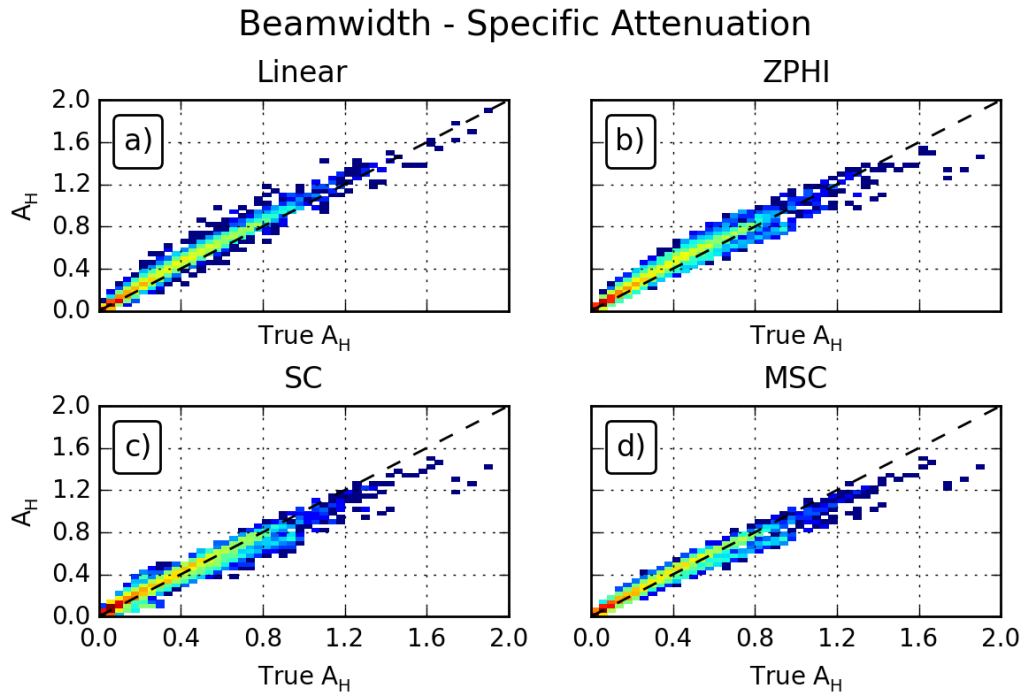 Beamwidth - Specific Attenuation
Linear
ZPHI
2.0
1.6
1.2
0.8
0.4
0.0
A_H
a)
b)
True A_H
True A_H
SC
MSC
2.0
1.6
1.2
0.8
0.4
0.0
A_H
c)
d)
0.0 0.4 0.8 1.2 1.6 2.0
0.0 0.4 0.8 1.2 1.6 2.0
True A_H
True A_H